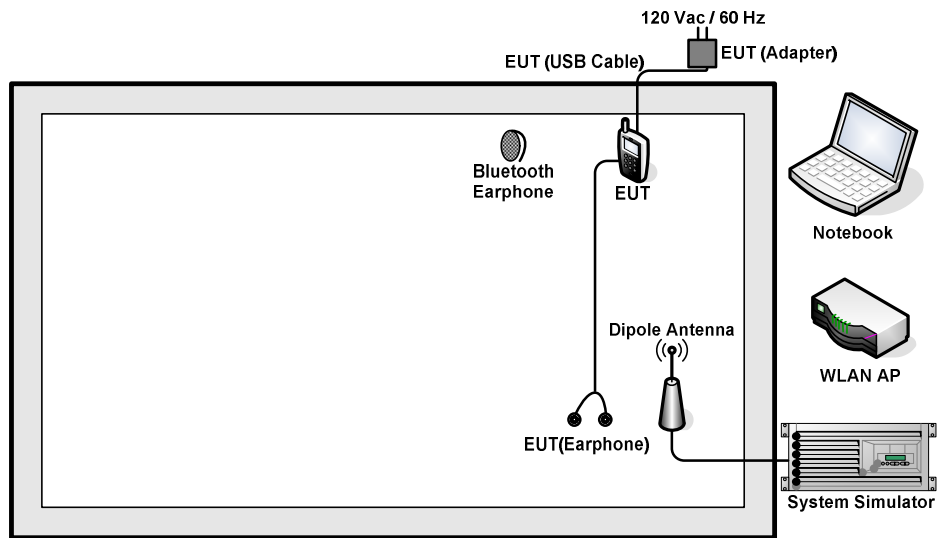 120 Vac / 60 Hz
EUT (USB Cable)
EUT (Adapter)
Bluetooth
Earphone
EUT
Notebook
Dipole Antenna
WLAN AP
EUT(Earphone)
System Simulator